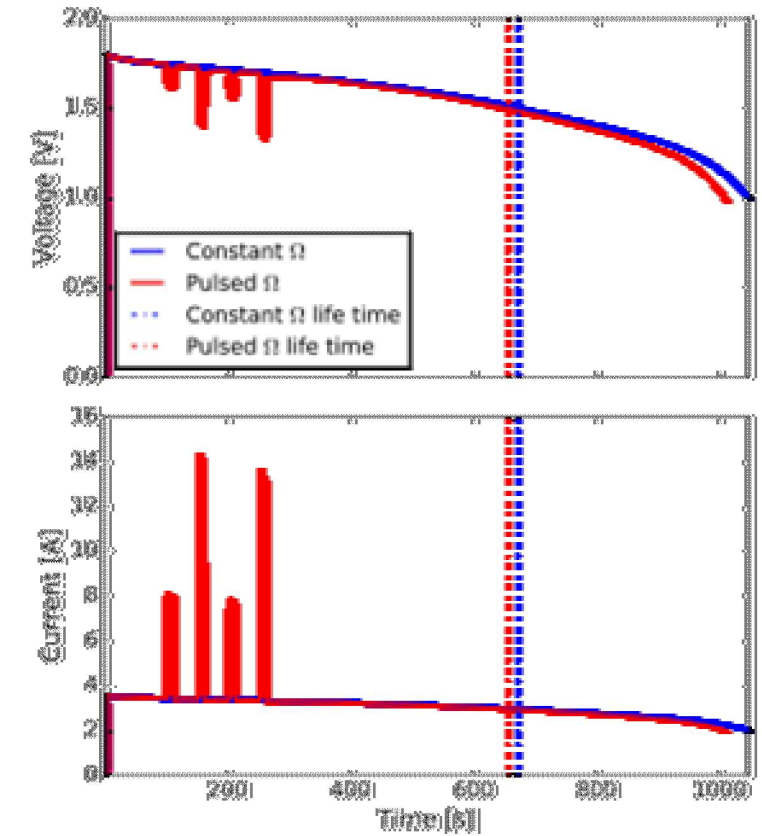 2.0
1.5
1.0
0.5
0.0
Voltage [V]
Constant Ω
Pulsed Ω
Constant Ω life time
Pulsed Ω life time
16
14
12
10
8
6
4
2
0
Current [A]
200
400
600
800
1000
Time [s]